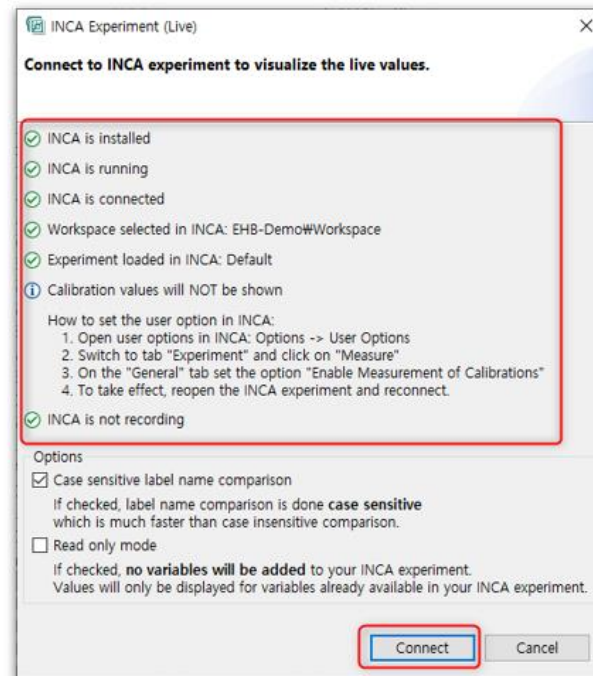 INCA Experiment (Live)
Connect to INCA experiment to visualize the live values.
INCA is installed
INCA is running
INCA is connected
Workspace selected in INCA: EHB-Demo₩Workspace
Experiment loaded in INCA: Default
Calibration values will NOT be shown
How to set the user option in INCA:
1. Open user options in INCA: Options -> User Options
2. Switch to tab "Experiment" and click on "Measure"
3. On the "General" tab set the option "Enable Measurement of Calibrations"
4. To take effect, reopen the INCA experiment and reconnect.
INCA is not recording
Options
Case sensitive label name comparison
If checked, label name comparison is done case sensitive
which is much faster than case insensitive comparison.
Read only mode
If checked, no variables will be added to your INCA experiment.
Values will only be displayed for variables already available in your INCA experiment.
Connect Cancel